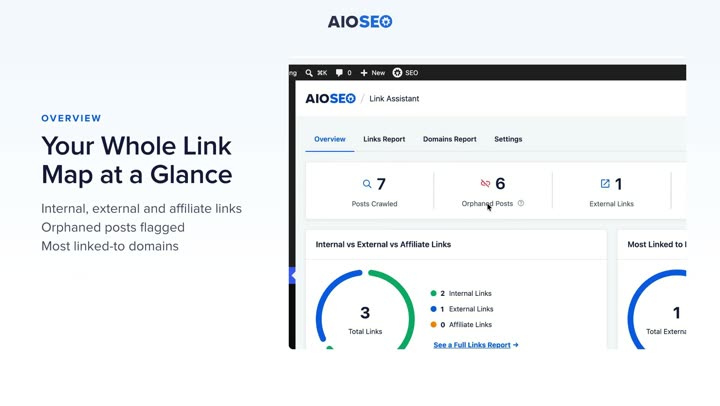 AIOSEO
OVERVIEW
Your Whole Link
Map at a Glance
Internal, external and affiliate links
Orphaned posts flagged
Most linked-to domains
ng ⌘K 0 + New SEO
AIOSEO / Link Assistant
Overview Links Report Domains Report Settings
7 6 1
Posts Crawled Orphaned Posts External Links
Internal vs External vs Affiliate Links
Most Linked to
3
Total Links
2 Internal Links
1 External Links
0 Affiliate Links
See a Full Links Report →
1
Total Externa